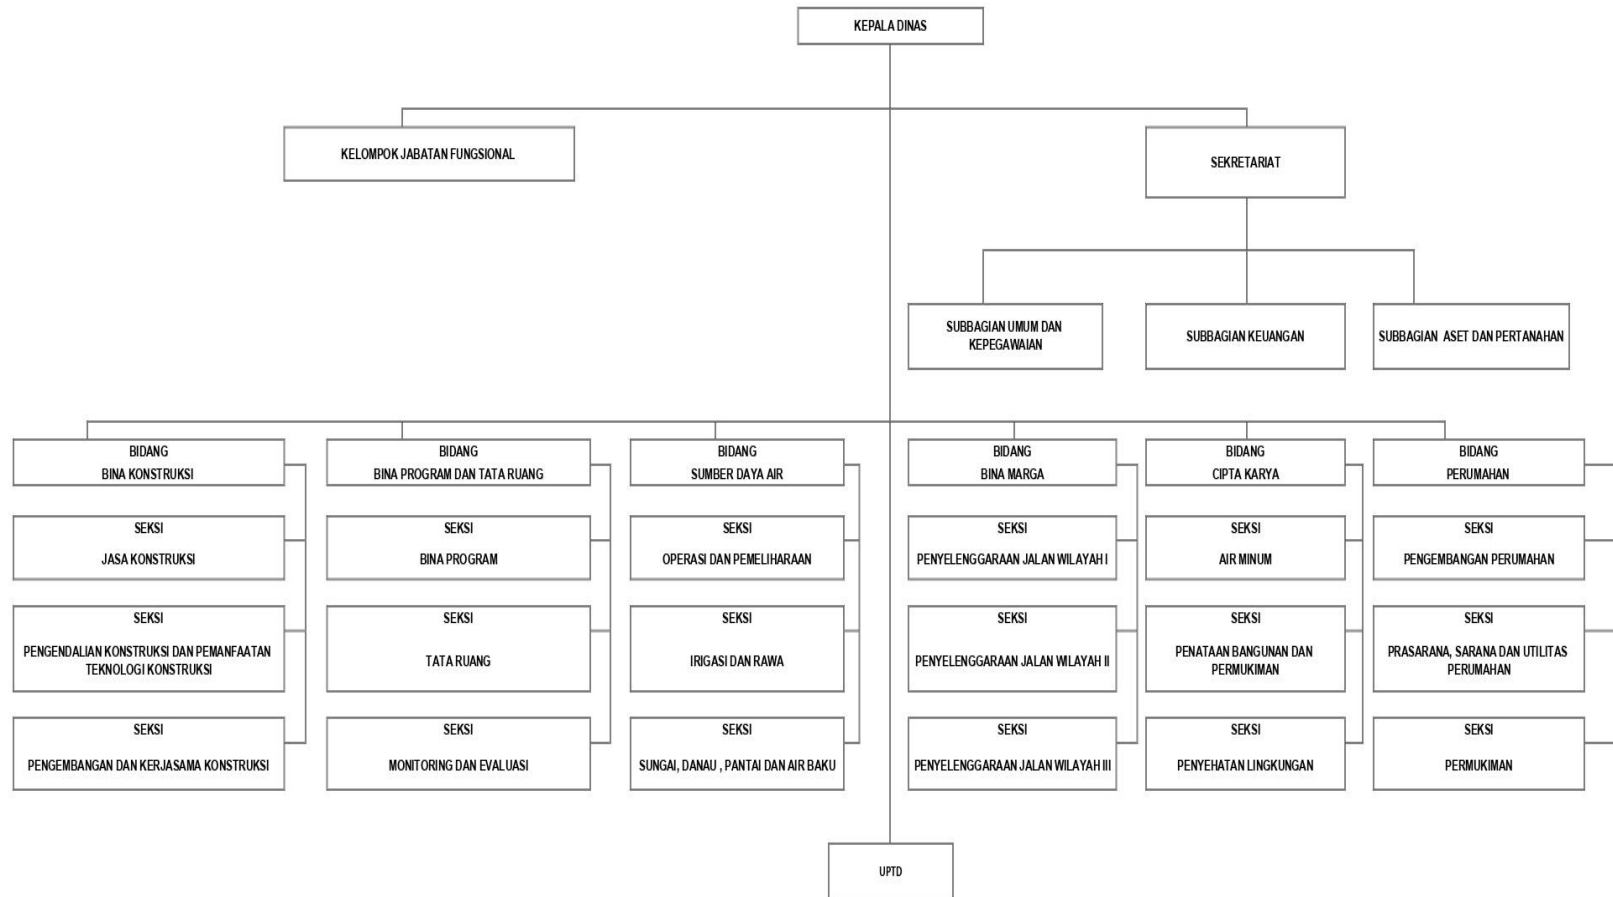 KEPALA DINAS
KELOMPOK JABATAN FUNGSIONAL
SEKRETARIAT
SUBBAGIAN UMUM DAN
KEPEGAWAIAN
SUBBAGIAN KEUANGAN
SUBBAGIAN ASET DAN PERTANAHAN
BIDANG
BINA KONSTRUKSI
SEKSI
JASA KONSTRUKSI
SEKSI
PENGENDALIAN KONSTRUKSI DAN PEMANFAATAN
TEKNOLOGI KONSTRUKSI
SEKSI
PENGEMBANGAN DAN KERJASAMA KONSTRUKSI
BIDANG
BINA PROGRAM DAN TATA RUANG
SEKSI
BINA PROGRAM
SEKSI
TATA RUANG
SEKSI
MONITORING DAN EVALUASI
BIDANG
SUMBER DAYA AIR
SEKSI
OPERASI DAN PEMELIHARAAN
SEKSI
IRIGASI DAN RAWA
SEKSI
SUNGAI, DANAU , PANTAI DAN AIR BAKU
BIDANG
BINA MARGA
SEKSI
PENYELENGGARAAN JALAN WILAYAH I
SEKSI
PENYELENGGARAAN JALAN WILAYAH II
SEKSI
PENYELENGGARAAN JALAN WILAYAH III
BIDANG
CIPTA KARYA
SEKSI
AIR MINUM
SEKSI
PENATAAN BANGUNAN DAN
PERMUKIMAN
SEKSI
PENYEHATAN LINGKUNGAN
BIDANG
PERUMAHAN
SEKSI
PENGEMBANGAN PERUMAHAN
SEKSI
PRASARANA, SARANA DAN UTILITAS
PERUMAHAN
SEKSI
PERMUKIMAN
UPTD